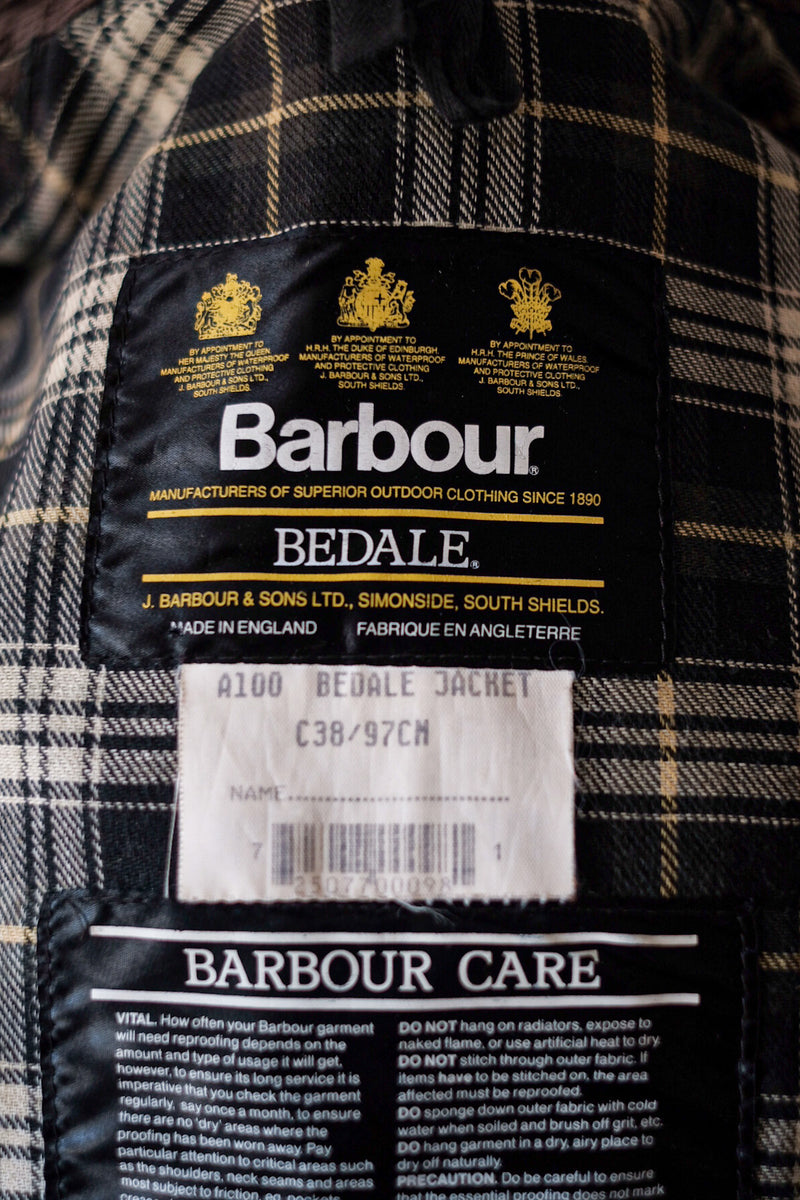 BY APPOINTMENT TO
HER MAJESTY THE QUEEN
MANUFACTURERS OF WATERPROOF
AND PROTECTIVE CLOTHING
J. BARBOUR & SONS LTD.,
SOUTH SHIELDS.
BY APPOINTMENT TO
H.R.H. THE DUKE OF EDINBURGH
MANUFACTURERS OF WATERPROOF
AND PROTECTIVE CLOTHING
J. BARBOUR & SONS LTD.,
SOUTH SHIELDS.
BY APPOINTMENT TO
H.R.H. THE PRINCE OF WALES
MANUFACTURERS OF WATERPROOF
AND PROTECTIVE CLOTHING
J. BARBOUR & SONS LTD.,
SOUTH SHIELDS.
Barbour®
MANUFACTURERS OF SUPERIOR OUTDOOR CLOTHING SINCE 1890
BEDALE®
J. BARBOUR & SONS LTD., SIMONSIDE, SOUTH SHIELDS.
MADE IN ENGLAND FABRIQUE EN ANGLETERRE
A100 BEDALE JACKET
C38/97CM
NAME
7 1
2507700098
BARBOUR CARE
VITAL. How often your Barbour garment
will need reproofing depends on the
amount and type of usage it will get,
however, to ensure its long service it is
imperative that you check the garment
regularly, say once a month, to ensure
there are no 'dry' areas where the
proofing has been worn away. Pay
particular attention to critical areas such
as the shoulders, neck seams and areas
most subject to friction, eg. pockets,
DO NOT hang on radiators, expose to
naked flame, or use artificial heat to dry.
DO NOT stitch through outer fabric. If
items have to be stitched on, the area
affected must be reproofed.
DO sponge down outer fabric with cold
water when soiled and brush off grit, etc.
DO hang garment in a dry, airy place to
dry off naturally.
PRECAUTION. Do be careful to ensure
that the essential proofing does not mark